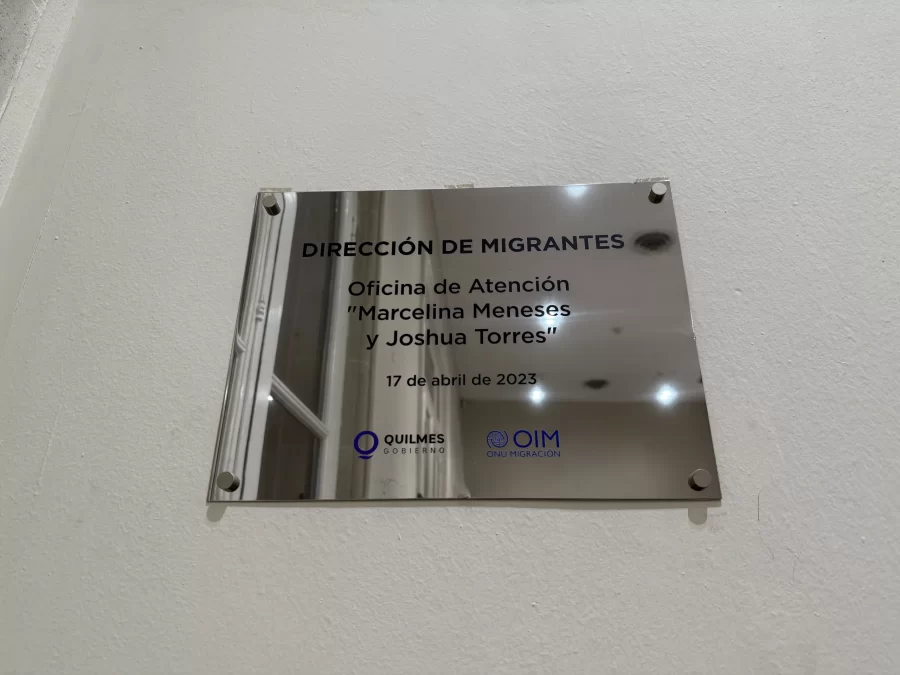 DIRECCIÓN DE MIGRANTES
Oficina de Atención
"Marcelina Meneses
y Joshua Torres"
17 de abril de 2023
QUILMES
GOBIERNO
OIM
ONU MIGRACIÓN